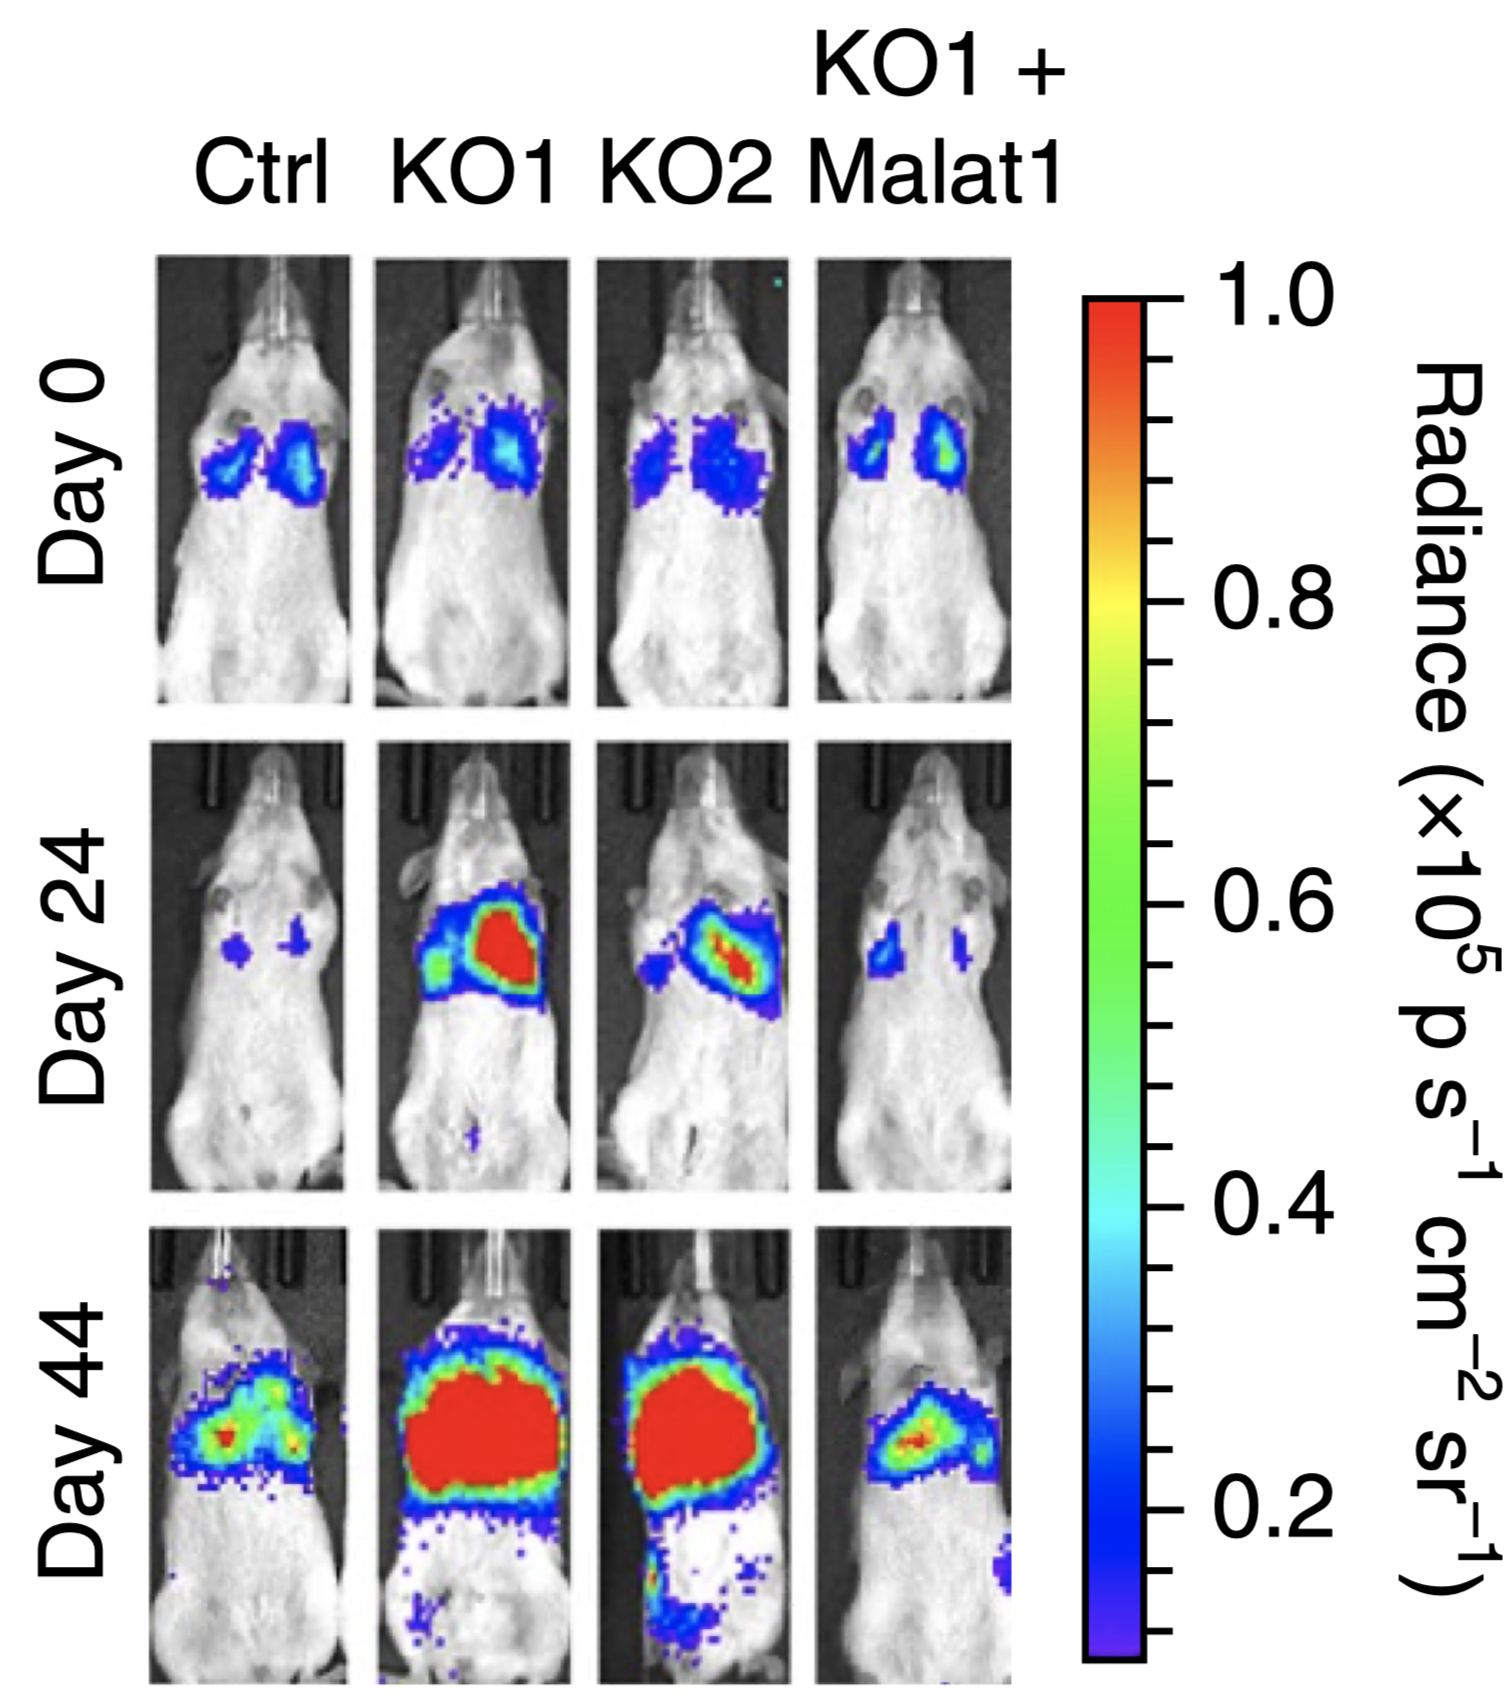 KO1 +
Ctrl KO1 KO2 Malat1
Day 0
Day 24
Day 44
1.0
0.8
0.6
0.4
0.2
Radiance (×10⁵ p s⁻¹ cm⁻² sr⁻¹)